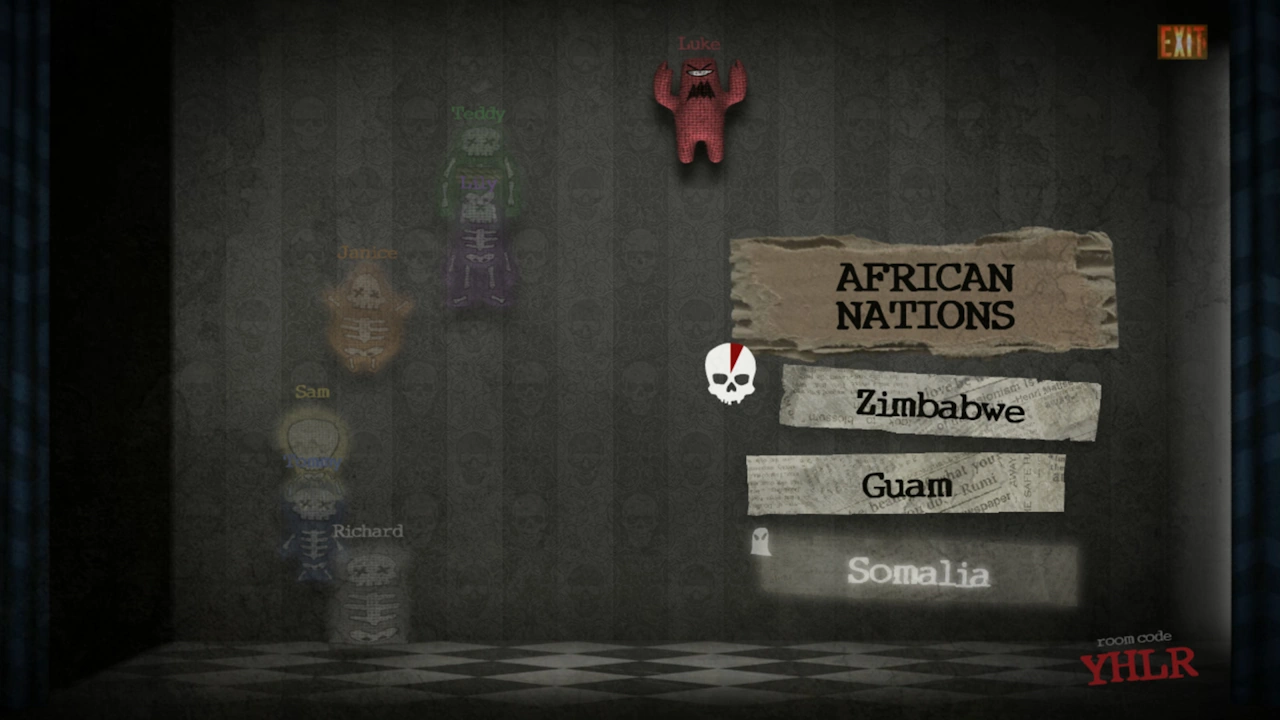 Luke
EXIT
Teddy
Janice
Sam
Richard
AFRICAN
NATIONS
Zimbabwe
Guam
Somalia
room code
YHLR